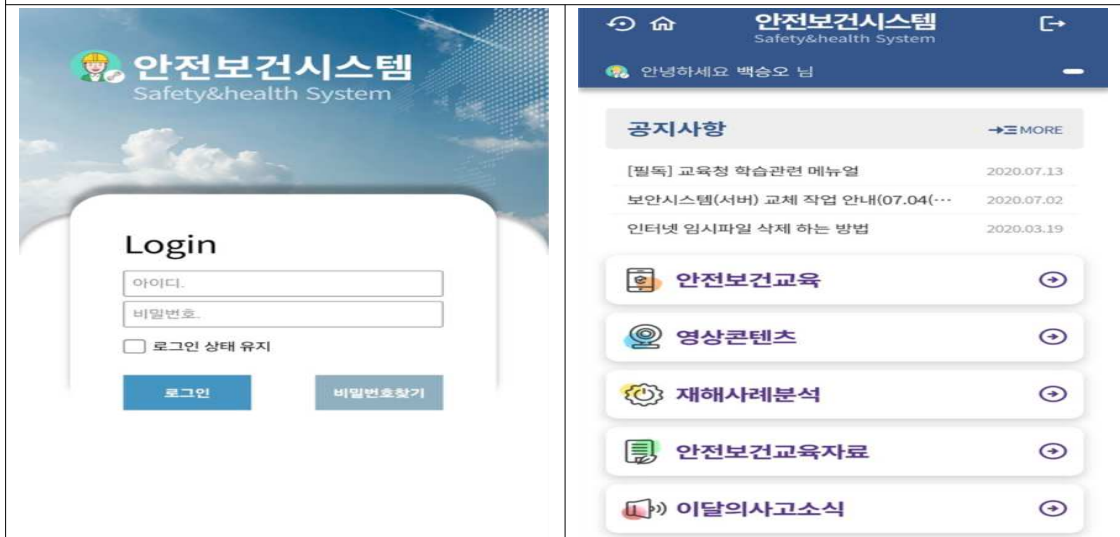 안전보건시스템
Safety&health System
Login
아이디.
비밀번호.
로그인 상태 유지
로그인
비밀번호찾기
안전보건시스템
Safety&health System
안녕하세요 백승오 님
공지사항
MORE
[필독] 교육청 학습관련 메뉴얼
2020.07.13
보안시스템(서버) 교체 작업 안내(07.04(…
2020.07.02
인터넷 임시파일 삭제 하는 방법
2020.03.19
안전보건교육
영상콘텐츠
재해사례분석
안전보건교육자료
이달의사고소식